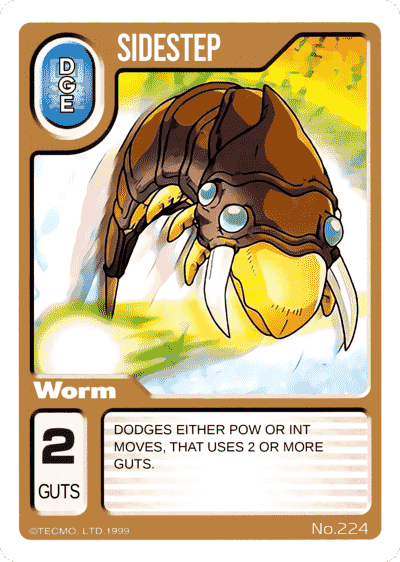 SIDESTEP
DGE
Worm
2
GUTS
DODGES EITHER POW OR INT
MOVES, THAT USES 2 OR MORE
GUTS.
©TECMO. LTD.1999
No.224